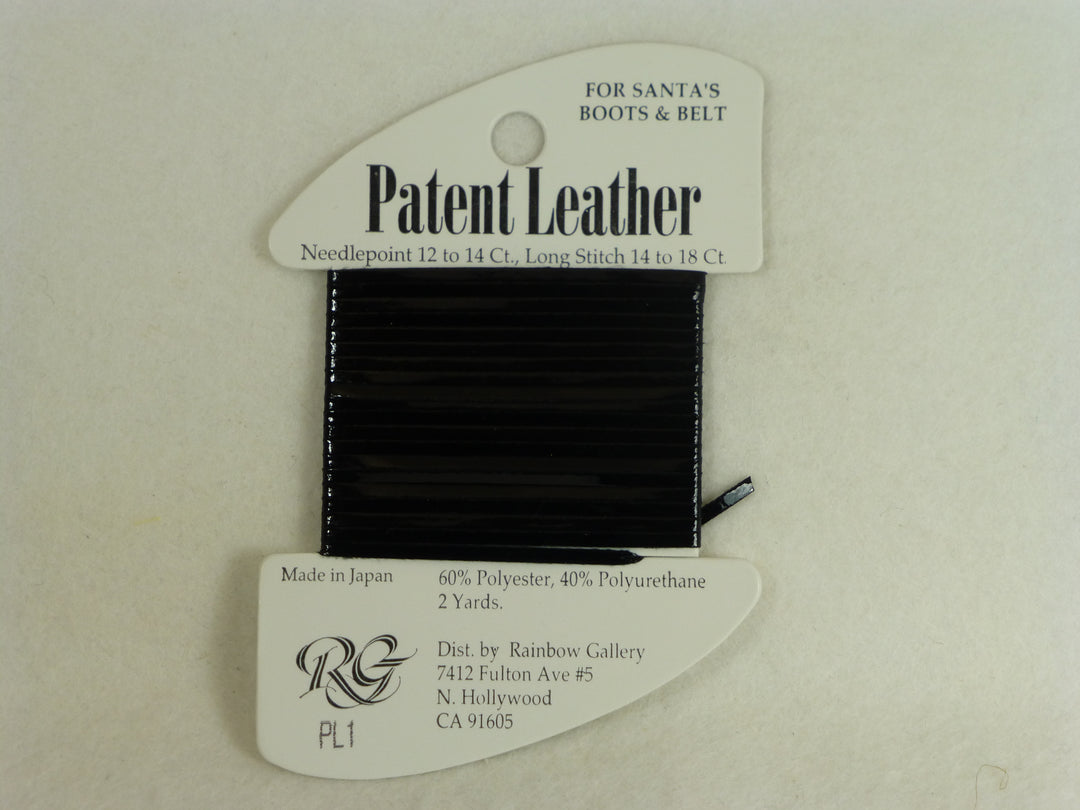 FOR SANTA'S
BOOTS & BELT
Patent Leather
Needlepoint 12 to 14 Ct., Long Stitch 14 to 18 Ct.
Made in Japan
60% Polyester, 40% Polyurethane
2 Yards.
RG
PL1
Dist. by Rainbow Gallery
7412 Fulton Ave #5
N. Hollywood
CA 91605